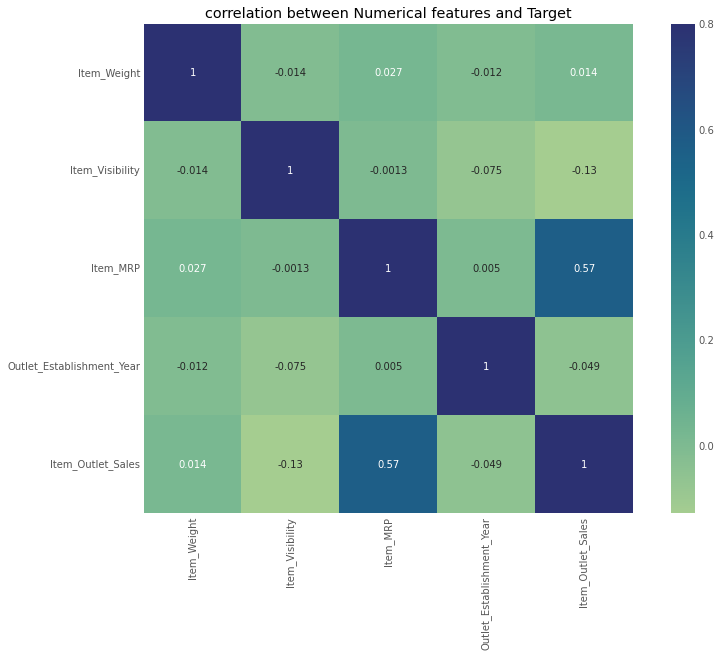 correlation between Numerical features and Target
Item_Weight 1 -0.014 0.027 -0.012 0.014
Item_Visibility -0.014 1 -0.0013 -0.075 -0.13
Item_MRP 0.027 -0.0013 1 0.005 0.57
Outlet_Establishment_Year -0.012 -0.075 0.005 1 -0.049
Item_Outlet_Sales 0.014 -0.13 0.57 -0.049 1
Item_Weight
Item_Visibility
Item_MRP
Outlet_Establishment_Year
Item_Outlet_Sales
0.8
0.6
0.4
0.2
0.0